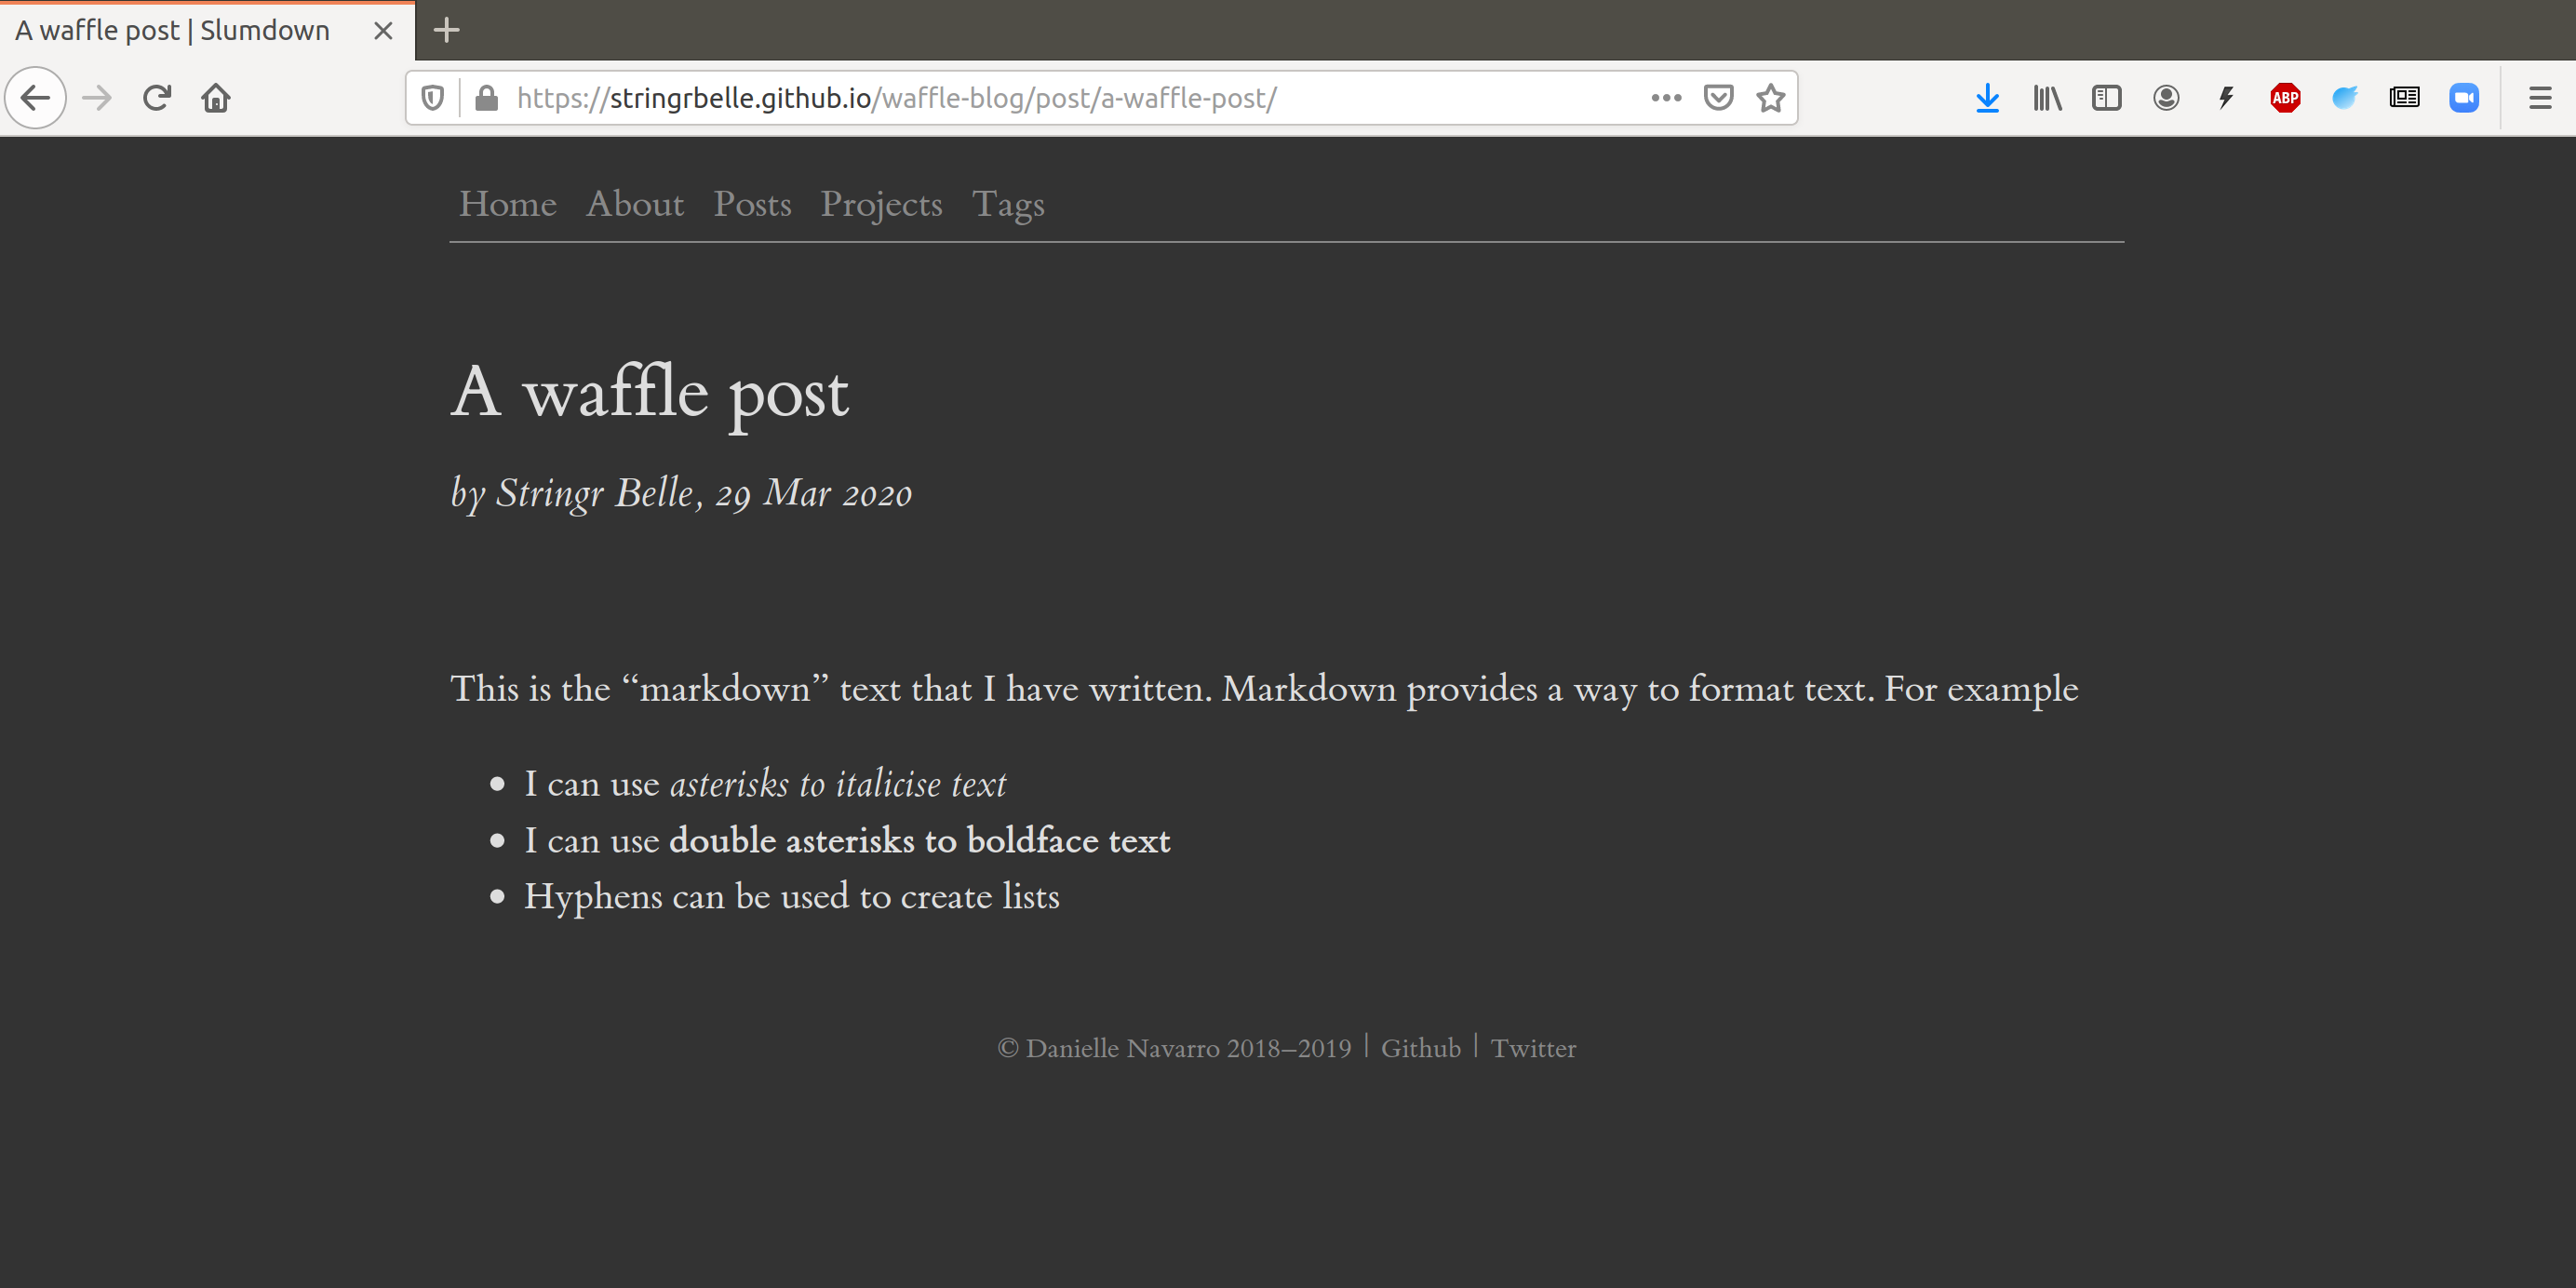 A waffle post | Slumdown
https://stringrbelle.github.io/waffle-blog/post/a-waffle-post/
ABP
Home About Posts Projects Tags
A waffle post
by Stringr Belle, 29 Mar 2020
This is the “markdown” text that I have written. Markdown provides a way to format text. For example
• I can use asterisks to italicise text
• I can use double asterisks to boldface text
• Hyphens can be used to create lists
© Danielle Navarro 2018–2019 | Github | Twitter